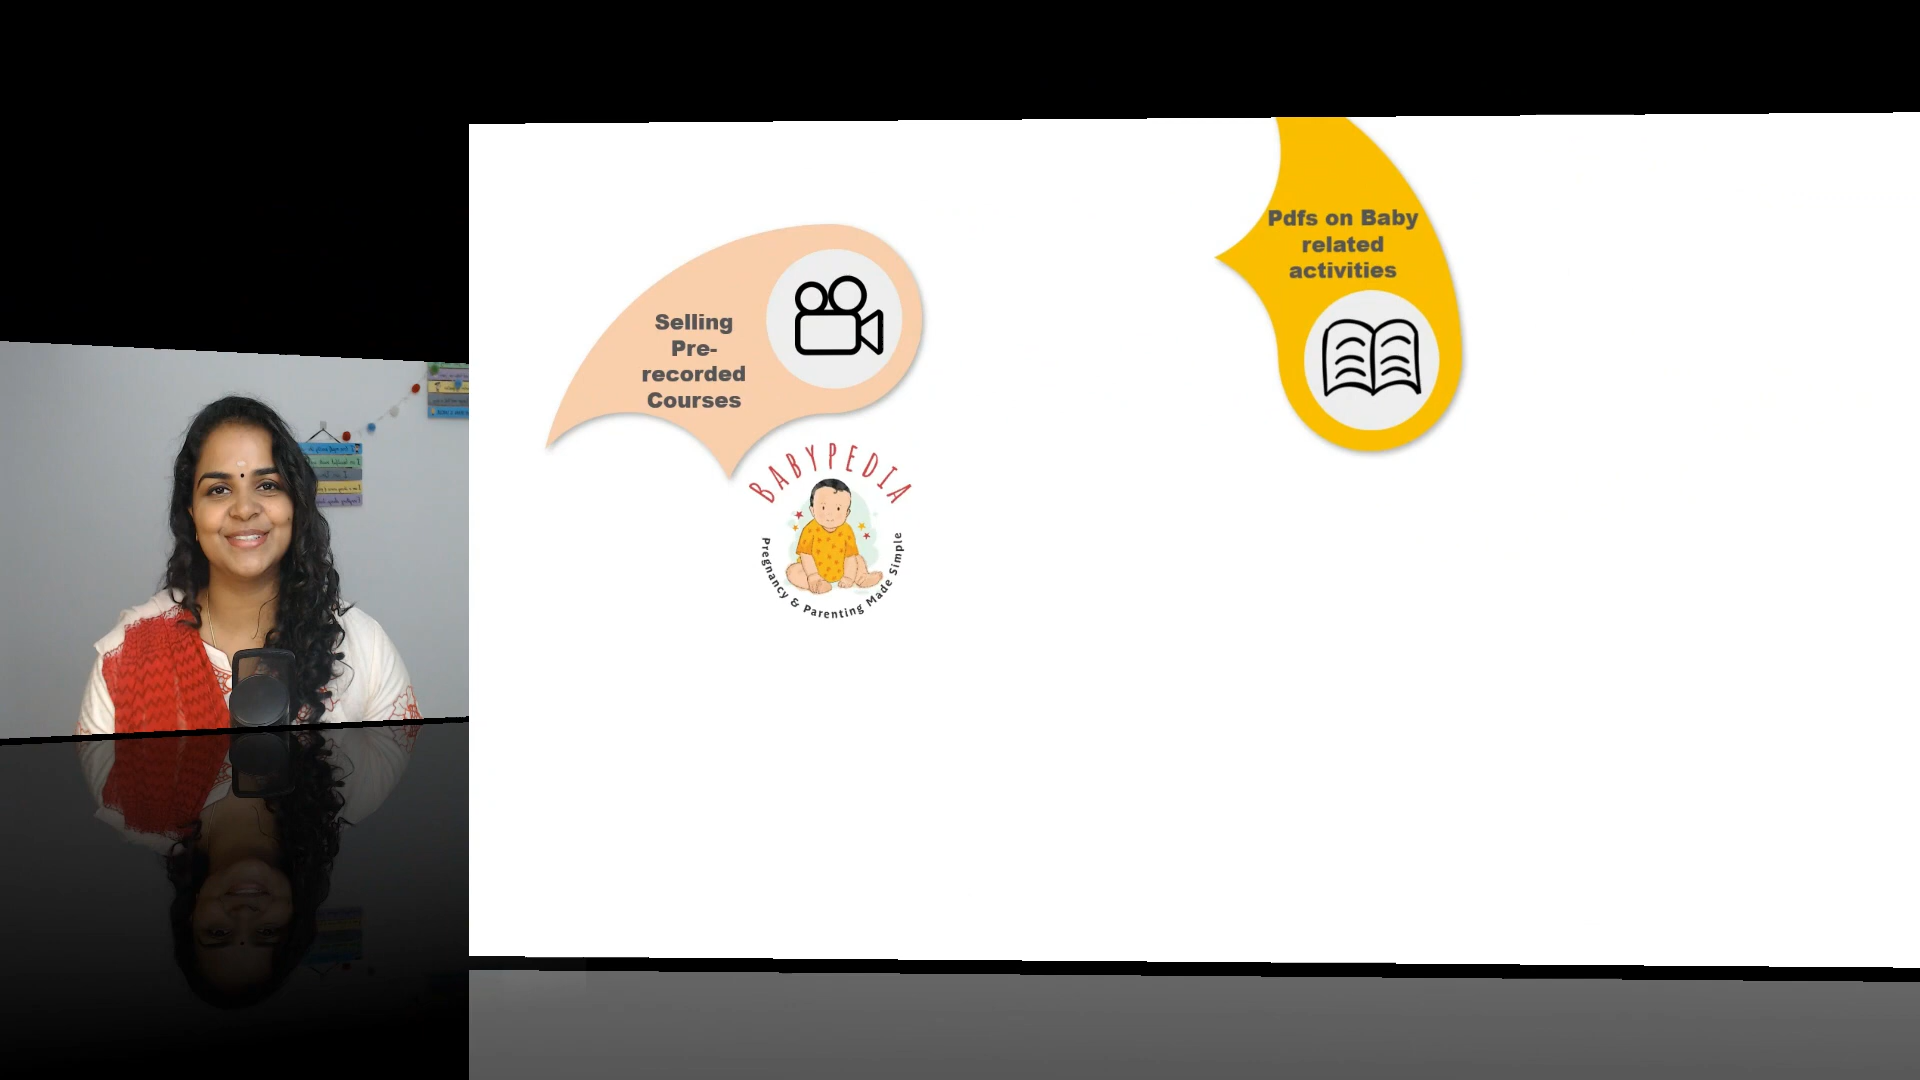 Selling
Pre-
recorded
Courses
Pdfs on Baby
related
activities
BABYPEDIA
Pregnancy & Parenting Made Simple